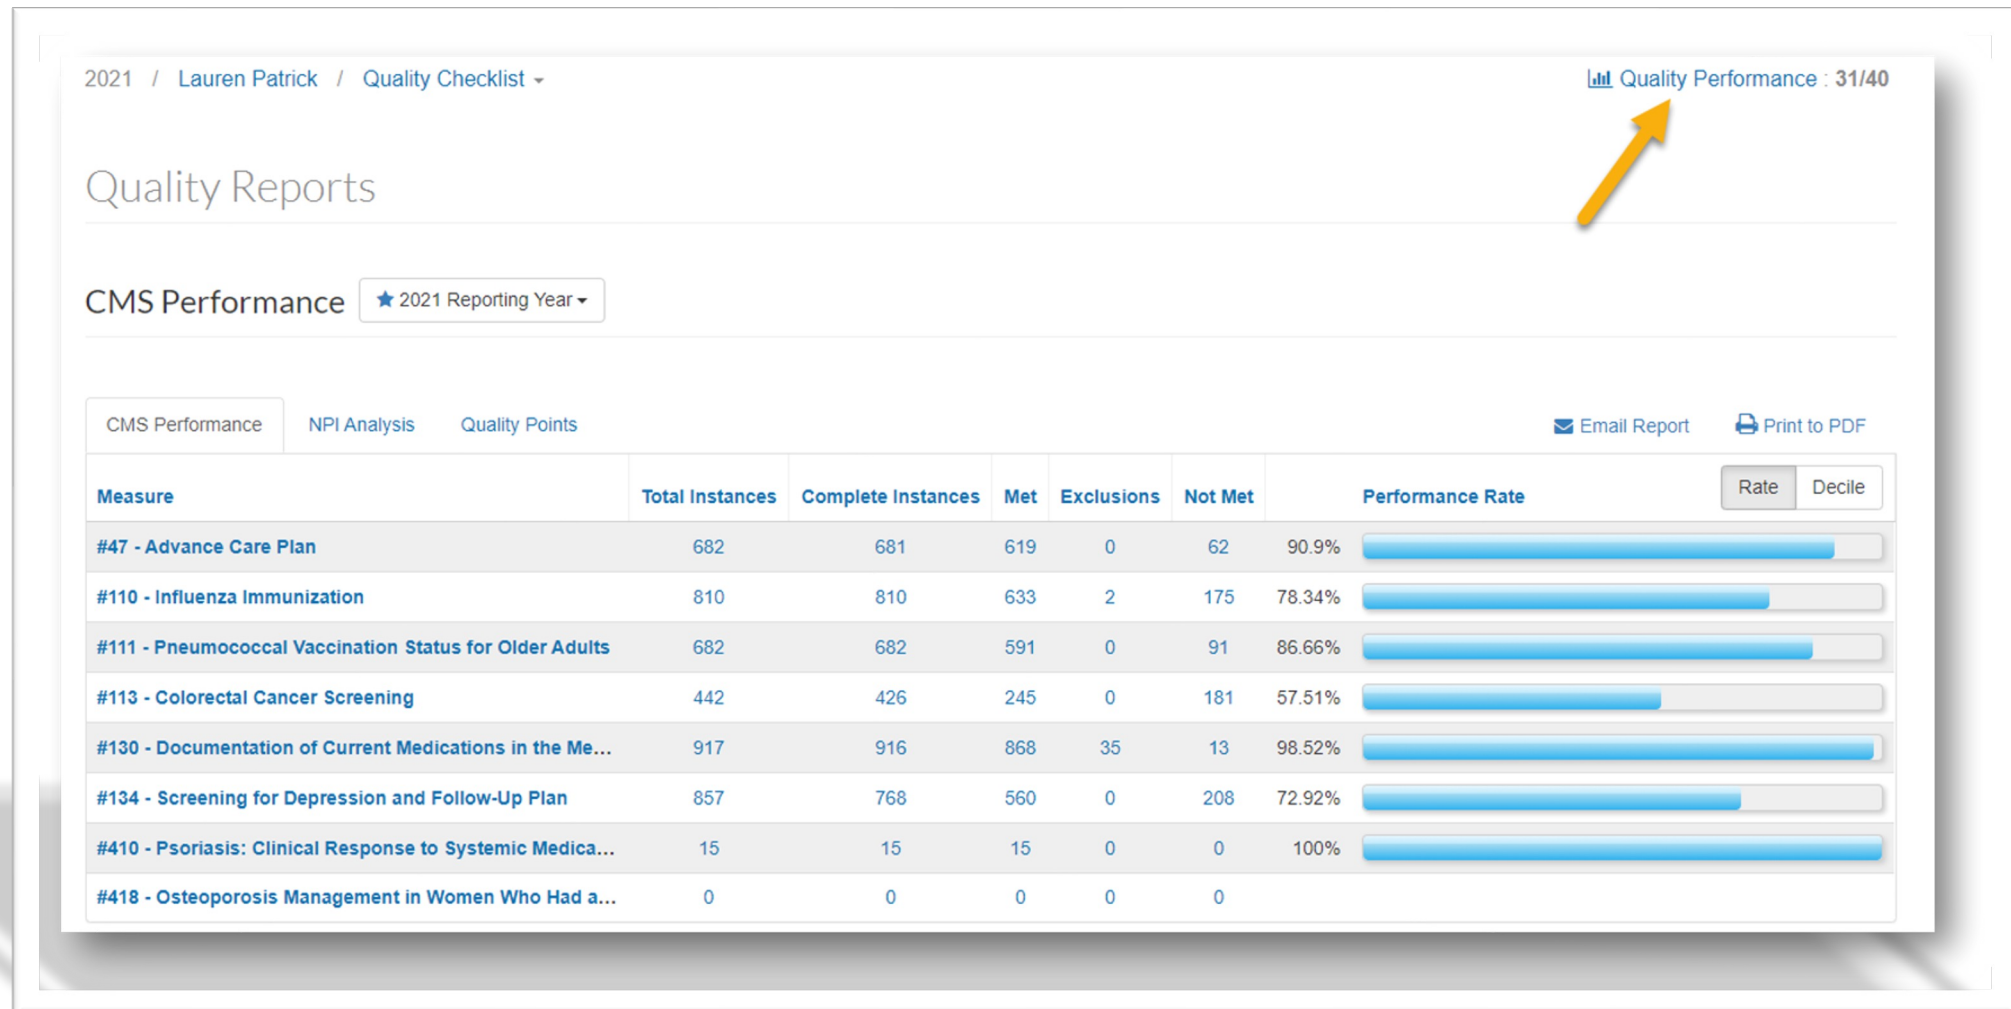 2021 / Lauren Patrick / Quality Checklist
Quality Performance : 31/40
Quality Reports
CMS Performance 2021 Reporting Year
CMS Performance NPI Analysis Quality Points Email Report Print to PDF
Measure Total Instances Complete Instances Met Exclusions Not Met Performance Rate Rate Decile
#47 - Advance Care Plan 682 681 619 0 62 90.9%
#110 - Influenza Immunization 810 810 633 2 175 78.34%
#111 - Pneumococcal Vaccination Status for Older Adults 682 682 591 0 91 86.66%
#113 - Colorectal Cancer Screening 442 426 245 0 181 57.51%
#130 - Documentation of Current Medications in the Me... 917 916 868 35 13 98.52%
#134 - Screening for Depression and Follow-Up Plan 857 768 560 0 208 72.92%
#410 - Psoriasis: Clinical Response to Systemic Medica... 15 15 15 0 0 100%
#418 - Osteoporosis Management in Women Who Had a... 0 0 0 0 0